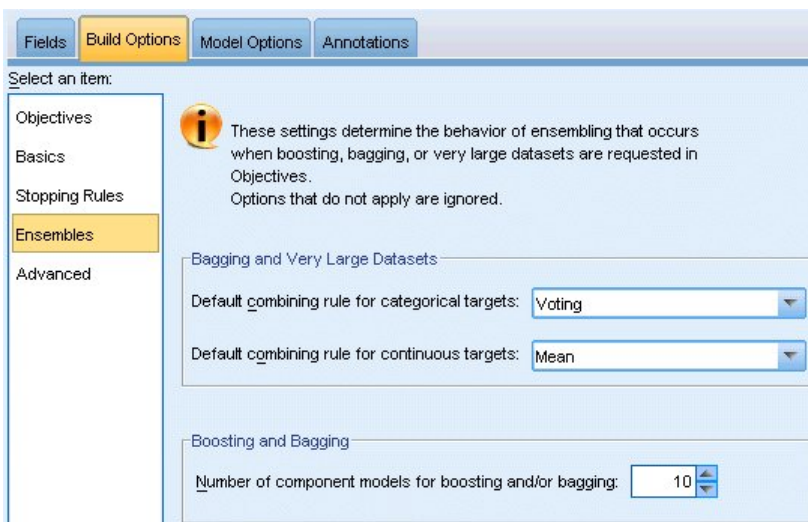 Fields
Build Options
Model Options
Annotations
Select an item:
Objectives
Basics
Stopping Rules
Ensembles
Advanced
These settings determine the behavior of ensembling that occurs
when boosting, bagging, or very large datasets are requested in
Objectives.
Options that do not apply are ignored.
Bagging and Very Large Datasets
Default combining rule for categorical targets: Voting
Default combining rule for continuous targets: Mean
Boosting and Bagging
Number of component models for boosting and/or bagging: 10